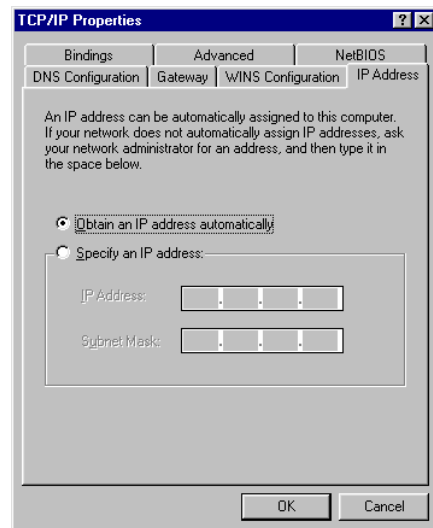 TCP/IP Properties
Bindings Advanced NetBIOS
DNS Configuration Gateway WINS Configuration IP Address
An IP address can be automatically assigned to this computer.
If your network does not automatically assign IP addresses, ask
your network administrator for an address, and then type it in
the space below.
Obtain an IP address automatically
Specify an IP address:
IP Address:
Subnet Mask:
OK Cancel